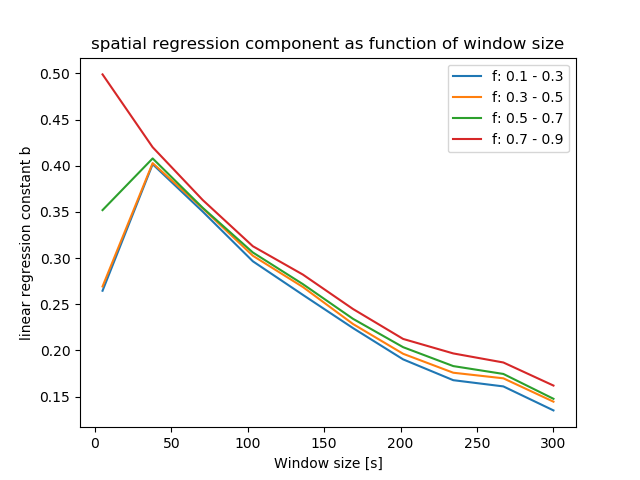 spatial regression component as function of window size
f: 0.1 - 0.3
f: 0.3 - 0.5
f: 0.5 - 0.7
f: 0.7 - 0.9
linear regression constant b
0.50
0.45
0.40
0.35
0.30
0.25
0.20
0.15
0 50 100 150 200 250 300
Window size [s]